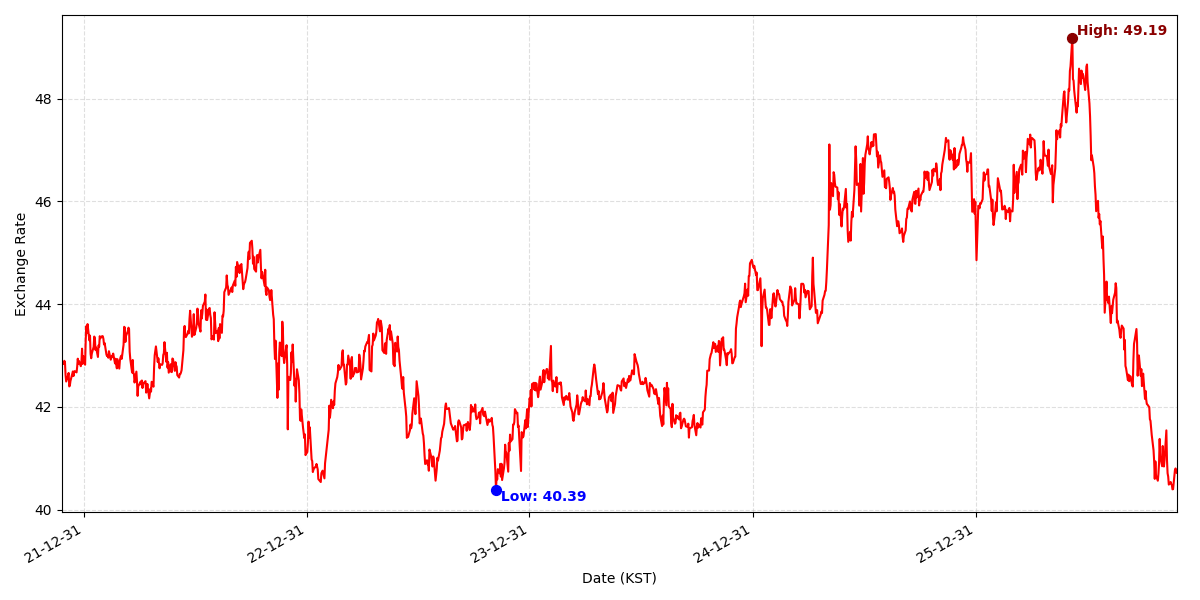 High: 49.19
48
46
44
42
40
Exchange Rate
Low: 40.39
21-12-31
22-12-31
23-12-31
24-12-31
25-12-31
Date (KST)